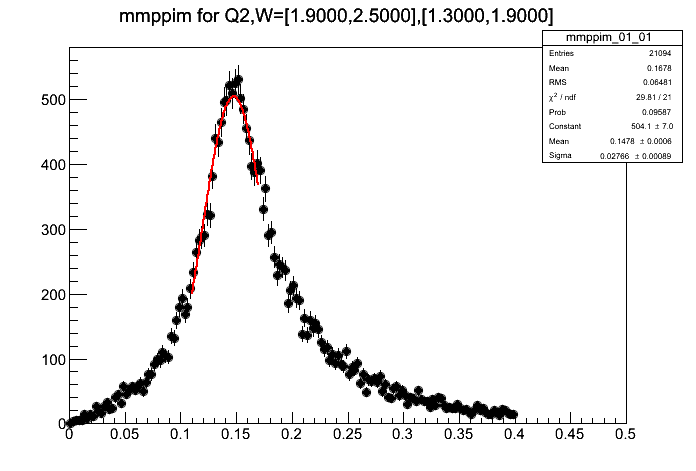 mmppim for Q2,W=[1.9000,2.5000],[1.3000,1.9000]
mmppim_01_01
Entries 21094
Mean 0.1678
RMS 0.06481
χ² / ndf 29.81 / 21
Prob 0.09587
Constant 504.1 ± 7.0
Mean 0.1478 ± 0.0006
Sigma 0.02766 ± 0.00089
500
400
300
200
100
0
0 0.05 0.1 0.15 0.2 0.25 0.3 0.35 0.4 0.45 0.5